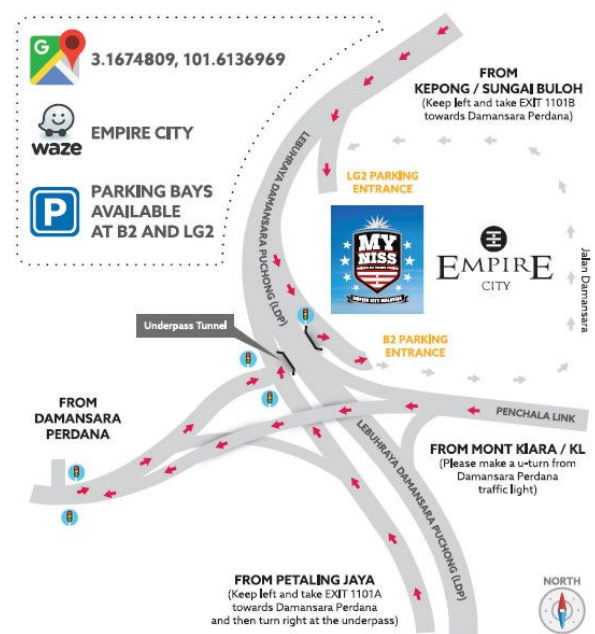 3.1674809, 101.6136969
waze
EMPIRE CITY
P
PARKING BAYS
AVAILABLE
AT B2 AND LG2
FROM
KEPONG / SUNGAI BULOH
(Keep left and take EXIT 1101B
towards Damansara Perdana)
LEBUHRAYA DAMANSARA PUCHONG (LDP)
LG2 PARKING
ENTRANCE
MY
NISS
EMPIRE CITY MALAYSIA
EMPIRE
CITY
Jalan Damansara
Underpass Tunnel
B2 PARKING
ENTRANCE
FROM
DAMANSARA
PERDANA
PENCHALA LINK
FROM MONT KIARA / KL
(Please make a u-turn from
Damansara Perdana
traffic light)
LEBUHRAYA DAMANSARA PUCHONG (LDP)
FROM PETALING JAYA
(Keep left and take EXIT 1101A
towards Damansara Perdana
and then turn right at the underpass)
NORTH